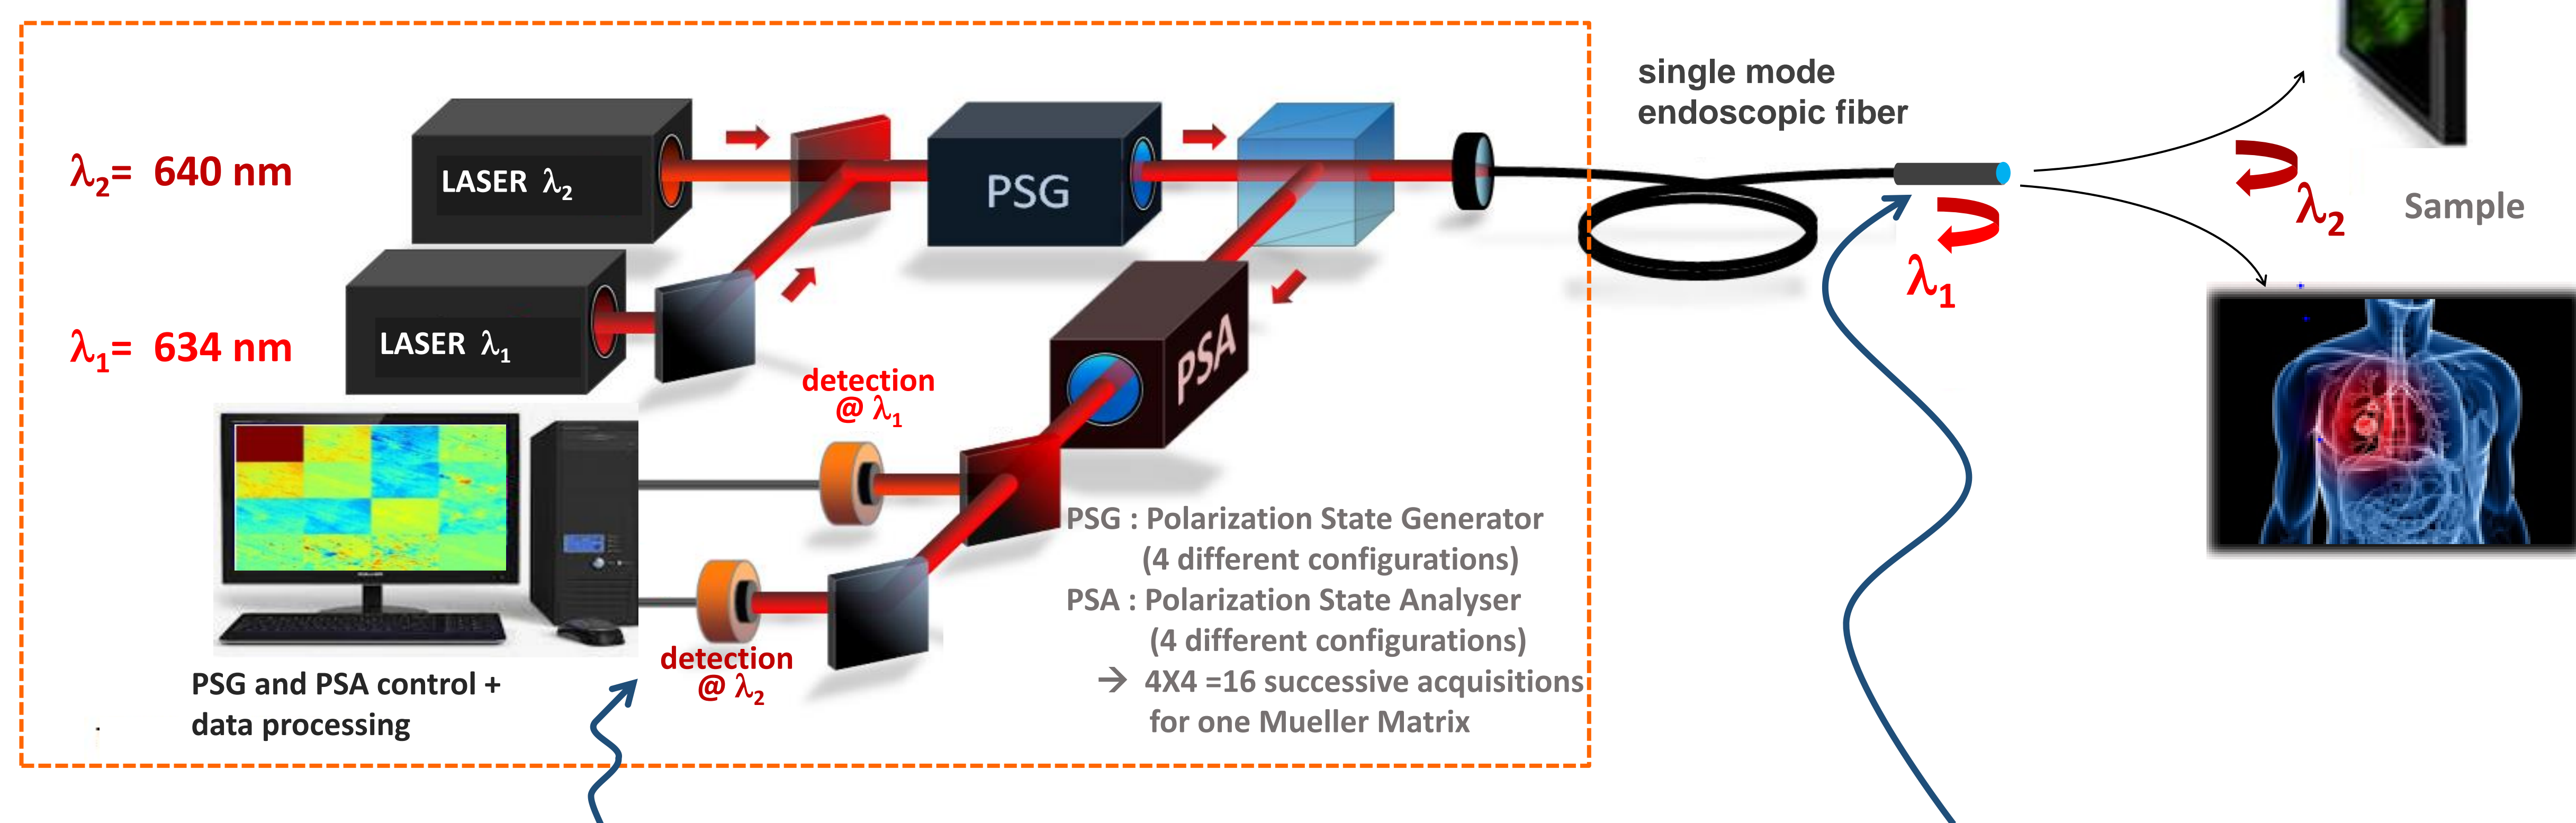 single mode
endoscopic fiber
λ₂= 640 nm
LASER λ₂
PSG
λ₂
Sample
λ₁
λ₁= 634 nm
LASER λ₁
PSA
detection
@ λ₁
PSG : Polarization State Generator
(4 different configurations)
PSA : Polarization State Analyser
(4 different configurations)
→ 4X4 =16 successive acquisitions
for one Mueller Matrix
detection
@ λ₂
PSG and PSA control +
data processing